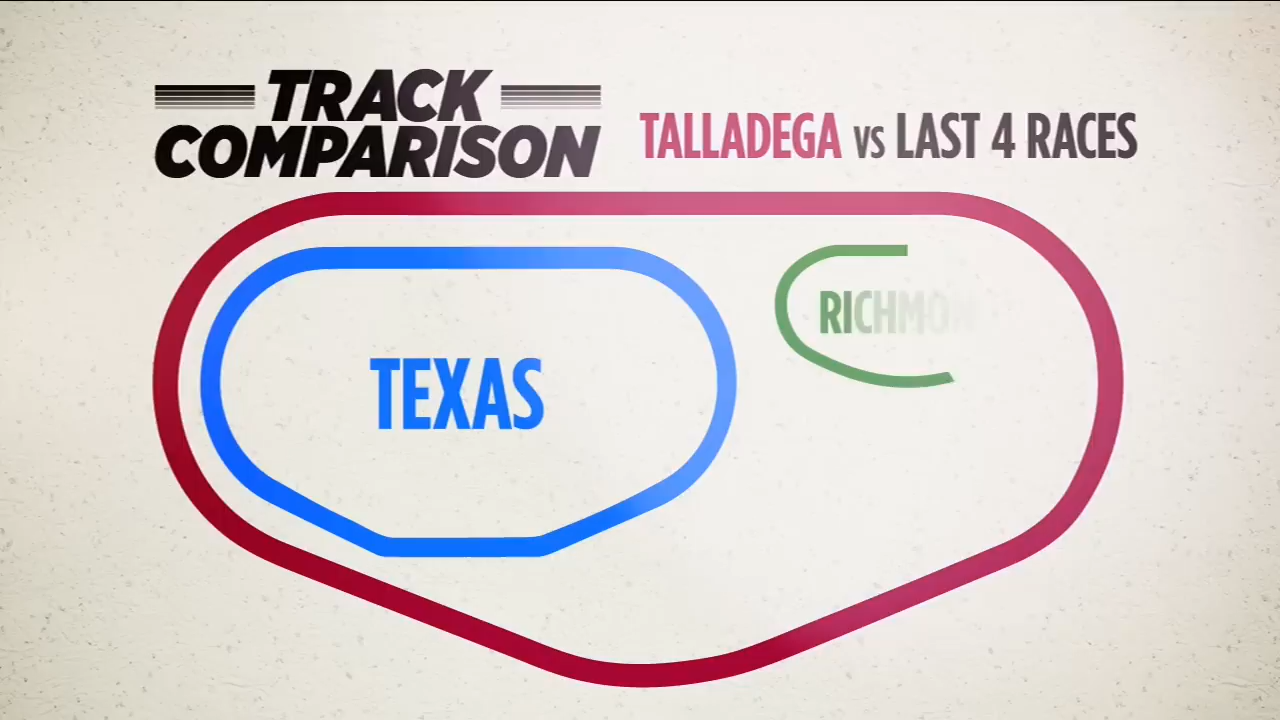 TRACK
COMPARISON
TALLADEGA VS LAST 4 RACES
TEXAS